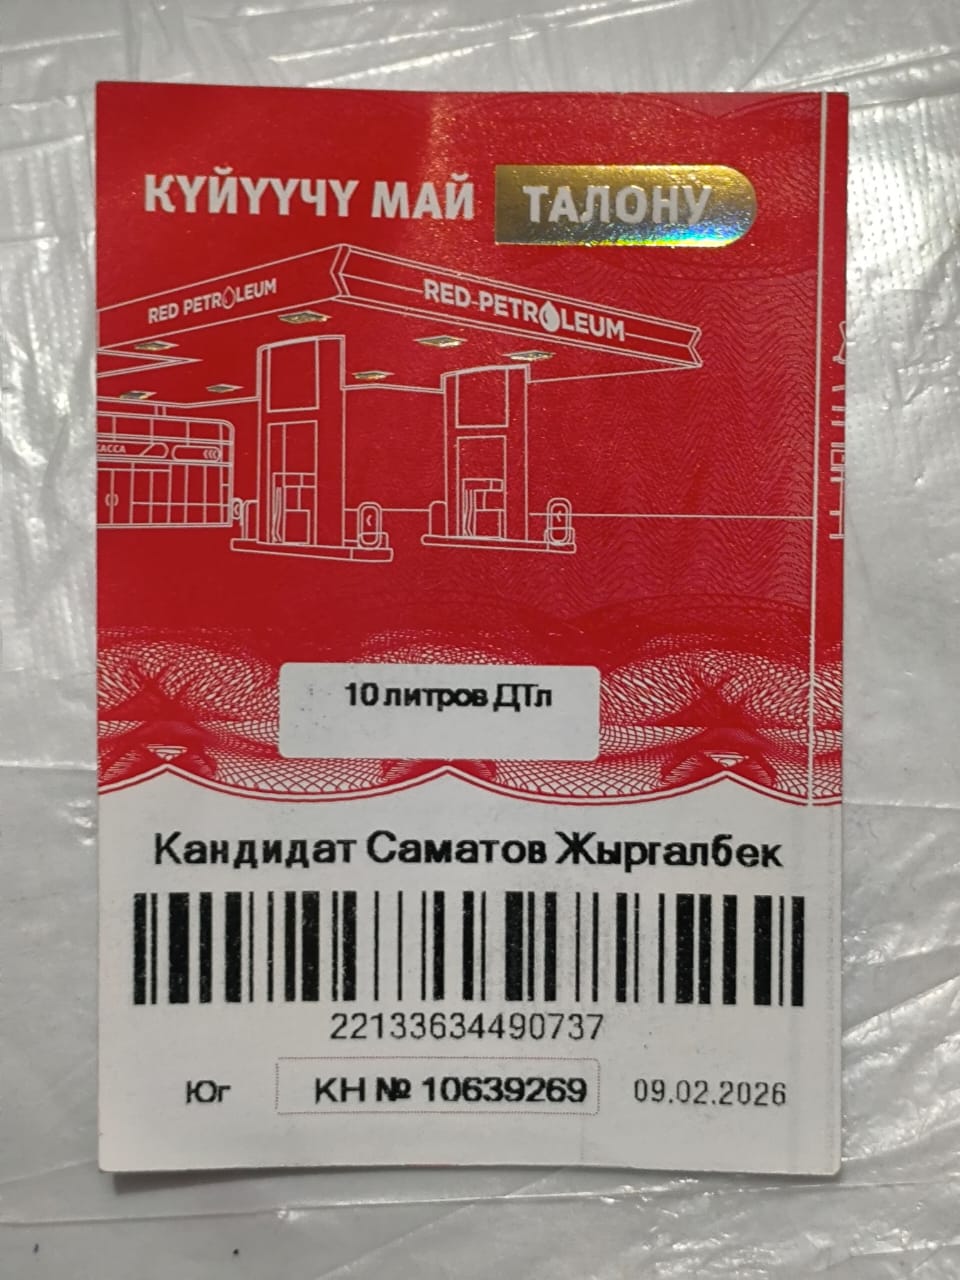 КҮЙҮҮЧҮ МАЙ ТАЛОНУ
RED PETROLEUM
RED PETROLEUM
КАССА
10 литров ДТл
Кандидат Саматов Жыргалбек
22133634490737
Юг
КН № 10639269
09.02.2026